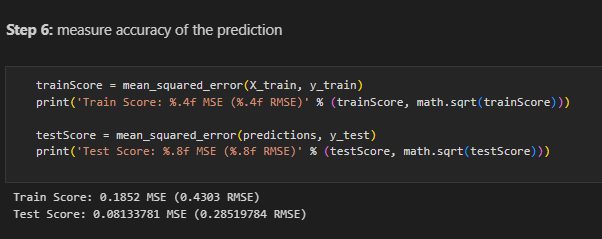 Step 6: measure accuracy of the prediction
trainScore = mean_squared_error(X_train, y_train)
print('Train Score: %.4f MSE (%.4f RMSE)' % (trainScore, math.sqrt(trainScore)))
testScore = mean_squared_error(predictions, y_test)
print('Test Score: %.8f MSE (%.8f RMSE)' % (testScore, math.sqrt(testScore)))
Train Score: 0.1852 MSE (0.4303 RMSE)
Test Score: 0.08133781 MSE (0.28519784 RMSE)